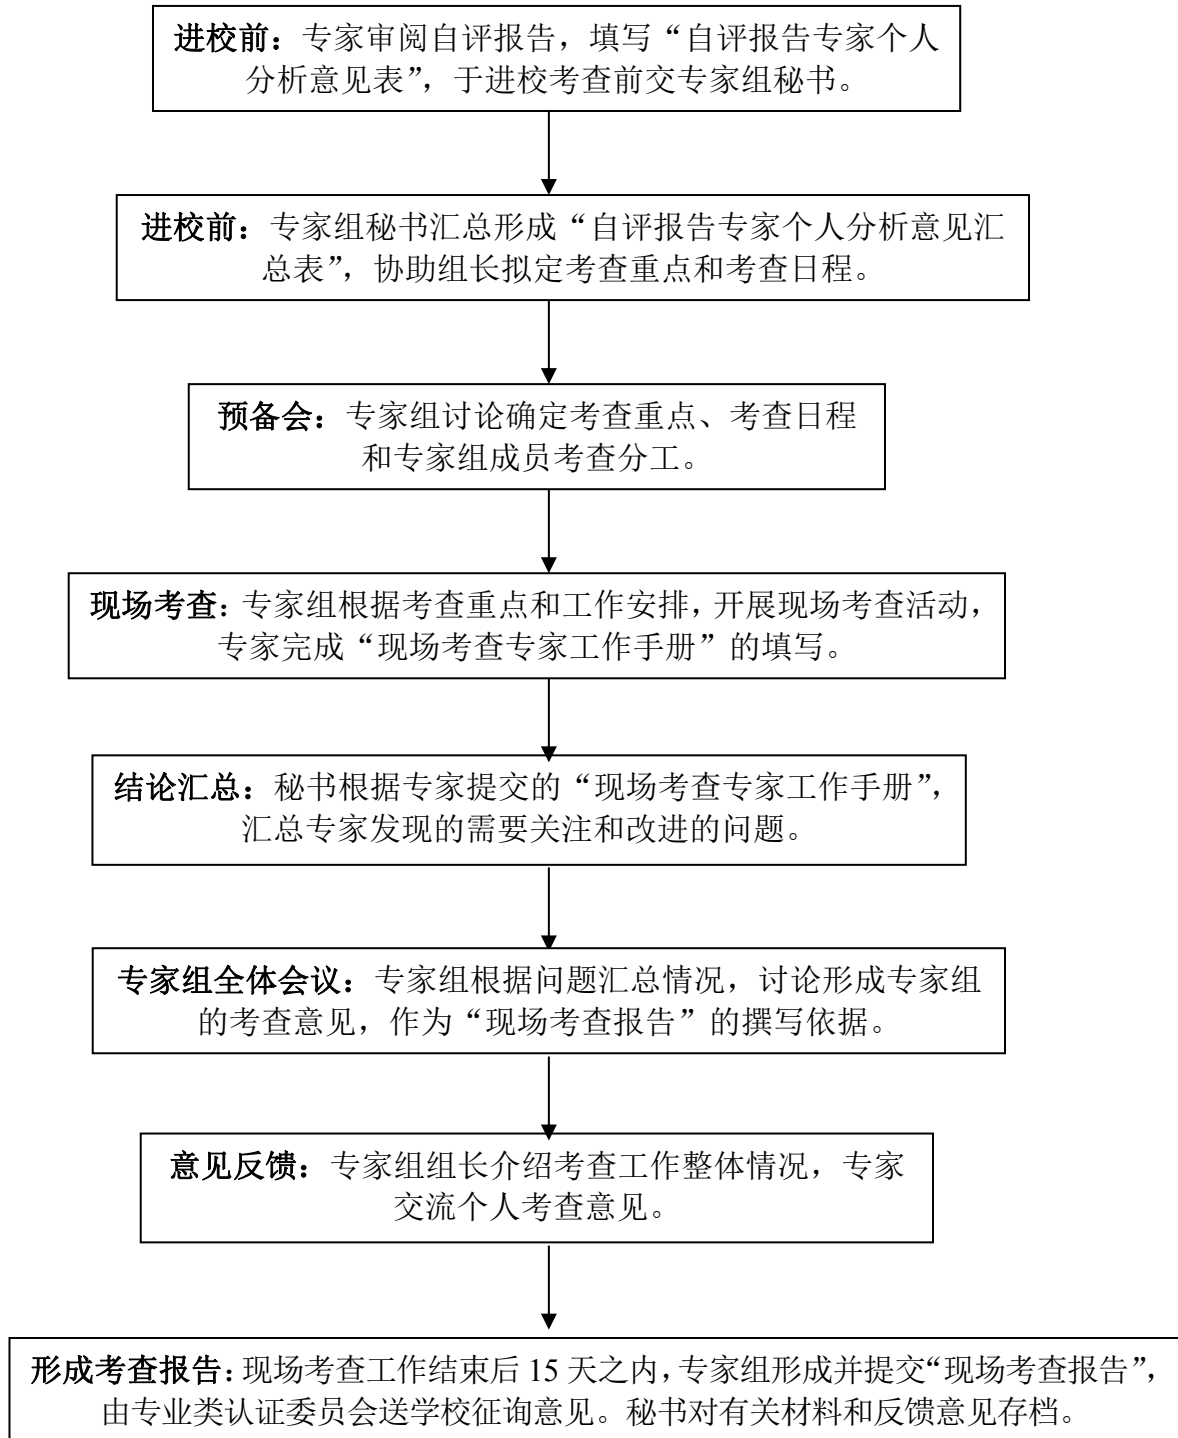 进校前：专家审阅自评报告，填写“自评报告专家个人
分析意见表”，于进校考查前交专家组秘书。
进校前：专家组秘书汇总形成“自评报告专家个人分析意见汇
总表”，协助组长拟定考查重点和考查日程。
预备会：专家组讨论确定考查重点、考查日程
和专家组成员考查分工。
现场考查：专家组根据考查重点和工作安排，开展现场考查活动，
专家完成“现场考查专家工作手册”的填写。
结论汇总：秘书根据专家提交的“现场考查专家工作手册”，
汇总专家发现的需要关注和改进的问题。
专家组全体会议：专家组根据问题汇总情况，讨论形成专家组
的考查意见，作为“现场考查报告”的撰写依据。
意见反馈：专家组组长介绍考查工作整体情况，专家
交流个人考查意见。
形成考查报告：现场考查工作结束后 15 天之内，专家组形成并提交“现场考查报告”，
由专业类认证委员会送学校征询意见。秘书对有关材料和反馈意见存档。